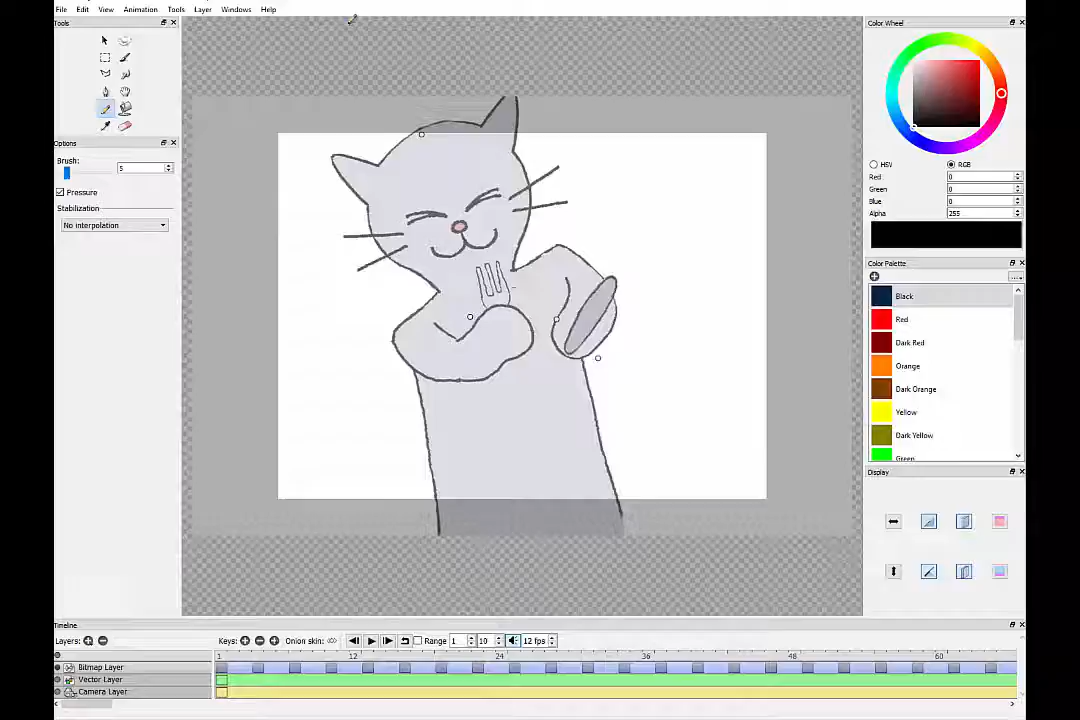 File Edit View Animation Tools Layer Windows Help
Tools
Options
Brush:
5
Pressure
Stabilization
No interpolation
Color Wheel
HSV RGB
Red 0
Green 0
Blue 0
Alpha 255
Color Palette
Black
Red
Dark Red
Orange
Dark Orange
Yellow
Dark Yellow
Green
Display
Timeline
Layers: Keys: Onion skin: Range 1 10 12 fps
1 12 24 36 48 60
Bitmap Layer
Vector Layer
Camera Layer